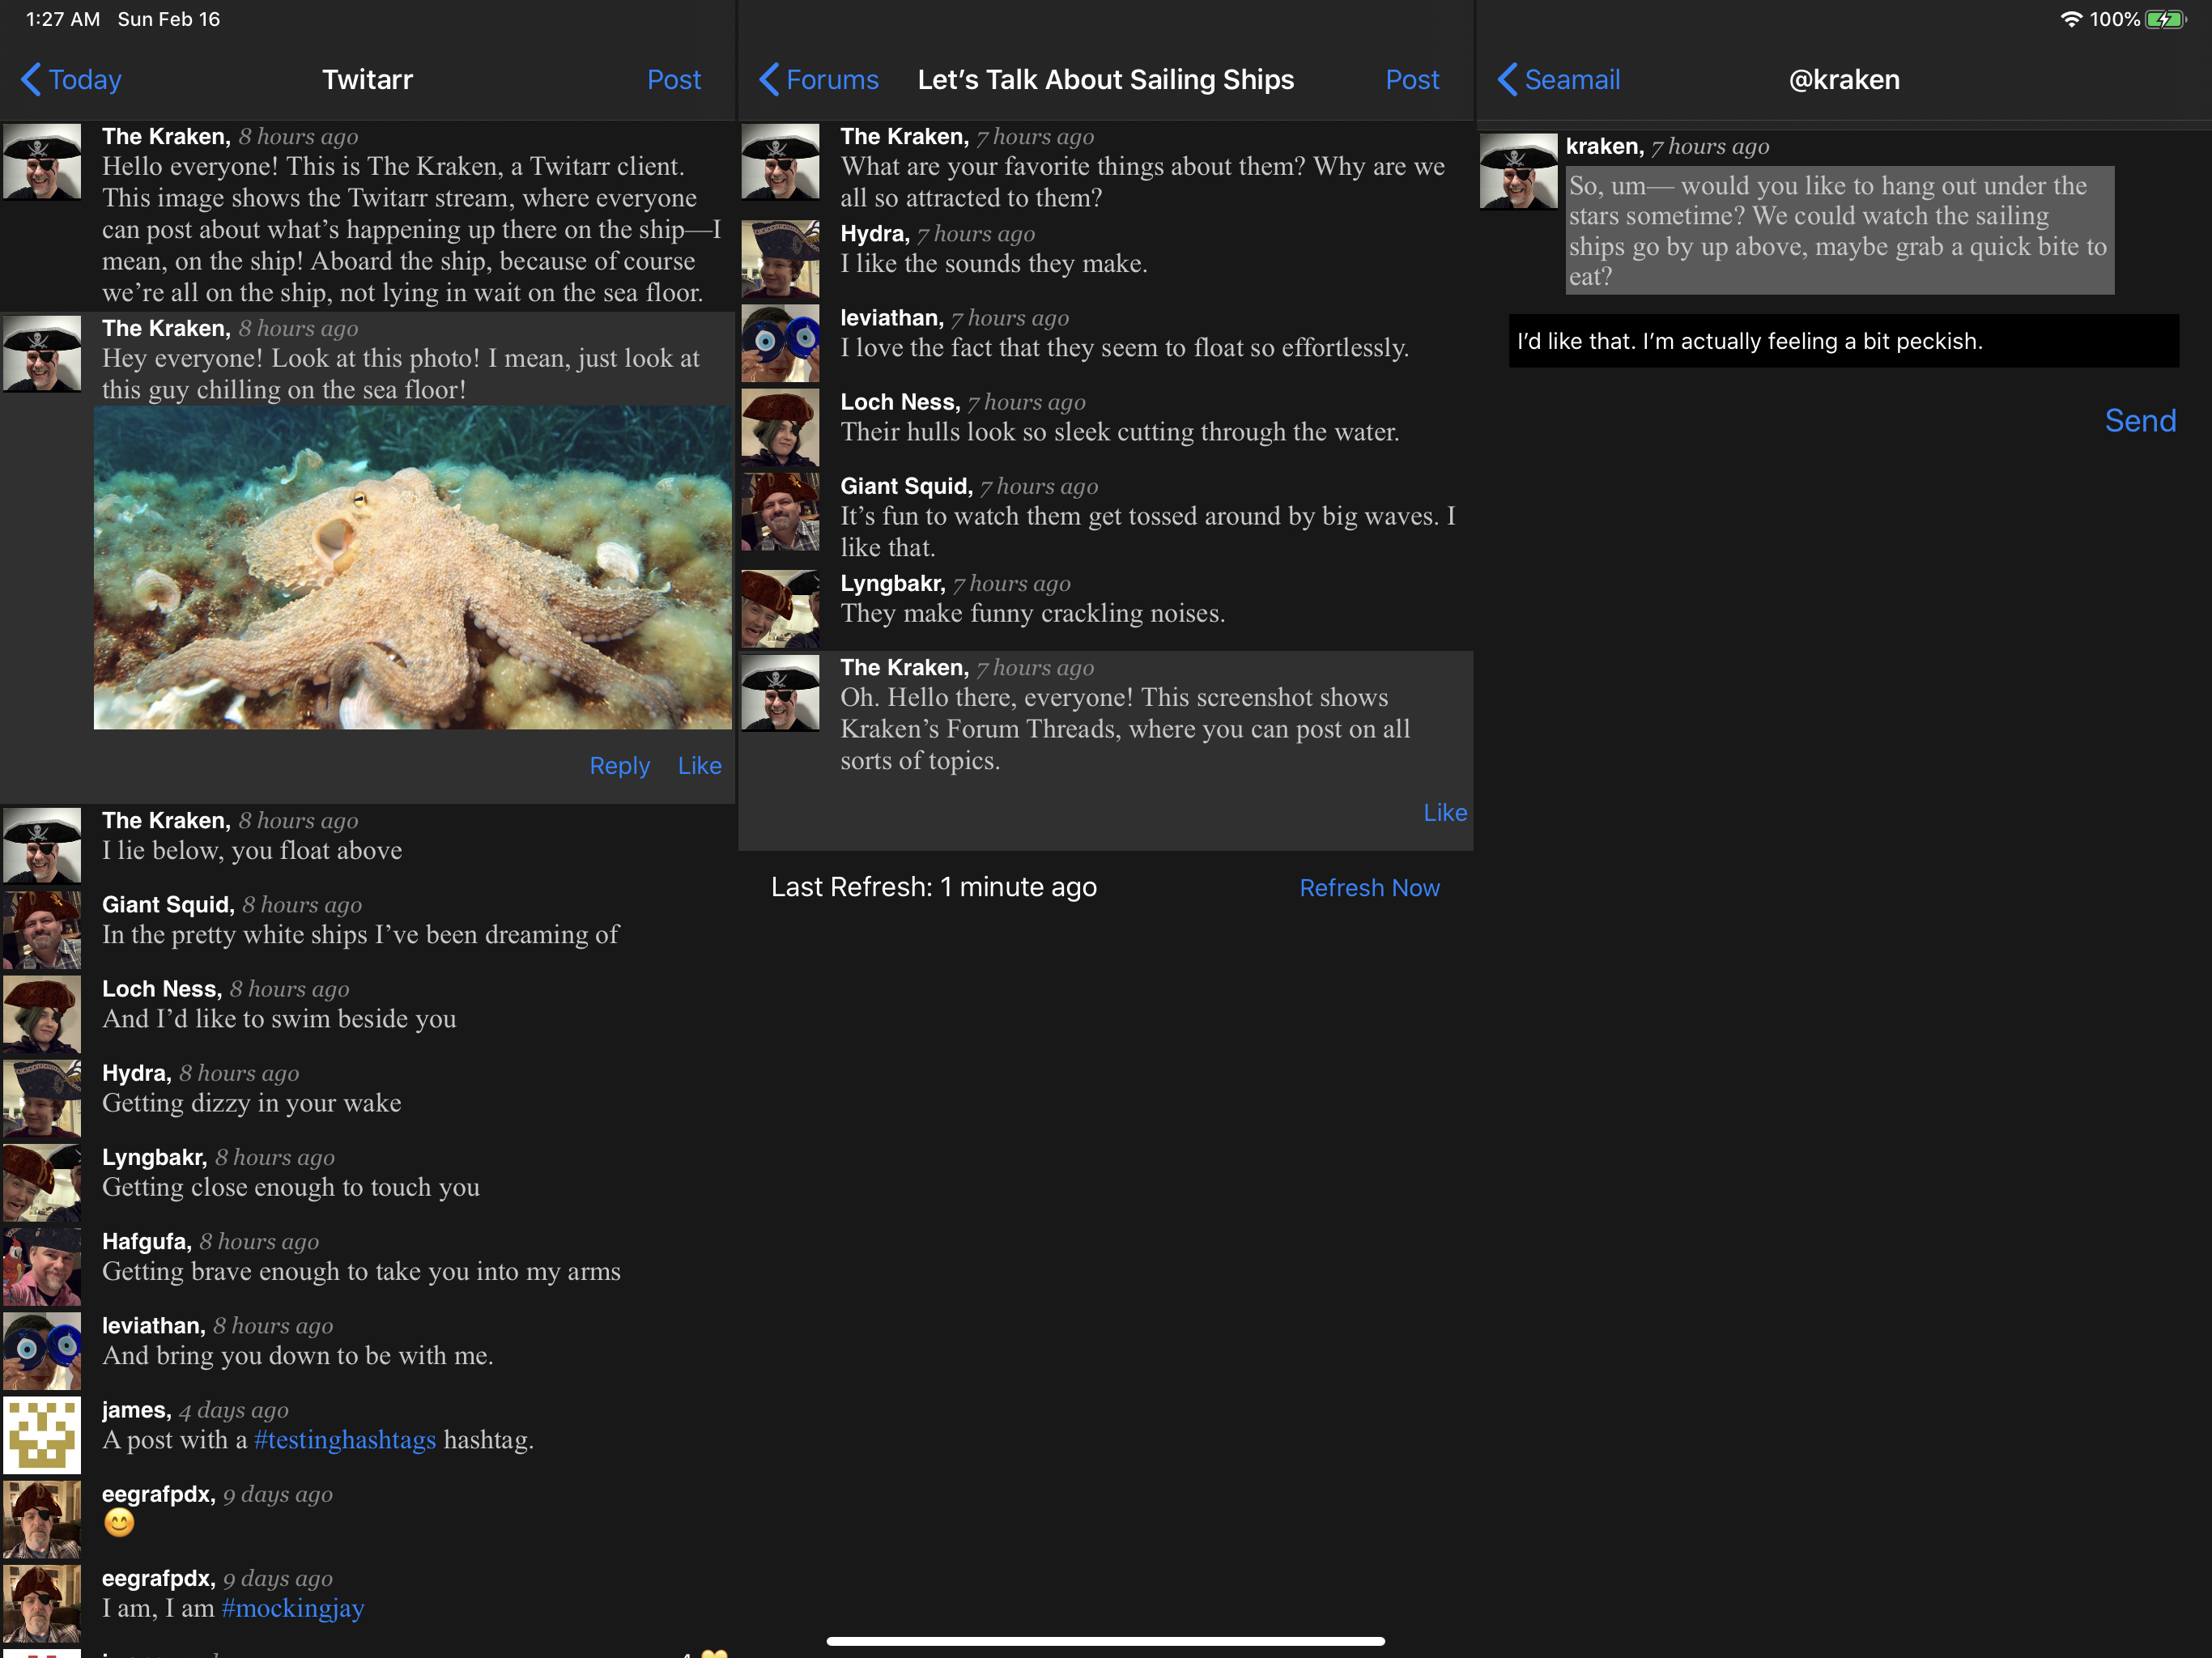 1:27 AM Sun Feb 16
100%
Today
Twitarr
Post
The Kraken, 8 hours ago
Hello everyone! This is The Kraken, a Twitarr client.
This image shows the Twitarr stream, where everyone
can post about what’s happening up there on the ship—I
mean, on the ship! Aboard the ship, because of course
we’re all on the ship, not lying in wait on the sea floor.
The Kraken, 8 hours ago
Hey everyone! Look at this photo! I mean, just look at
this guy chilling on the sea floor!
Reply Like
The Kraken, 8 hours ago
I lie below, you float above
Giant Squid, 8 hours ago
In the pretty white ships I’ve been dreaming of
Loch Ness, 8 hours ago
And I’d like to swim beside you
Hydra, 8 hours ago
Getting dizzy in your wake
Lyngbakr, 8 hours ago
Getting close enough to touch you
Hafgufa, 8 hours ago
Getting brave enough to take you into my arms
leviathan, 8 hours ago
And bring you down to be with me.
james, 4 days ago
A post with a #testinghashtags hashtag.
eegrafpdx, 9 days ago
😊
eegrafpdx, 9 days ago
I am, I am #mockingjay
Forums
Let’s Talk About Sailing Ships
Post
The Kraken, 7 hours ago
What are your favorite things about them? Why are we
all so attracted to them?
Hydra, 7 hours ago
I like the sounds they make.
leviathan, 7 hours ago
I love the fact that they seem to float so effortlessly.
Loch Ness, 7 hours ago
Their hulls look so sleek cutting through the water.
Giant Squid, 7 hours ago
It’s fun to watch them get tossed around by big waves. I
like that.
Lyngbakr, 7 hours ago
They make funny crackling noises.
The Kraken, 7 hours ago
Oh. Hello there, everyone! This screenshot shows
Kraken’s Forum Threads, where you can post on all
sorts of topics.
Like
Last Refresh: 1 minute ago
Refresh Now
Seamail
@kraken
kraken, 7 hours ago
So, um— would you like to hang out under the
stars sometime? We could watch the sailing
ships go by up above, maybe grab a quick bite to
eat?
I’d like that. I’m actually feeling a bit peckish.
Send